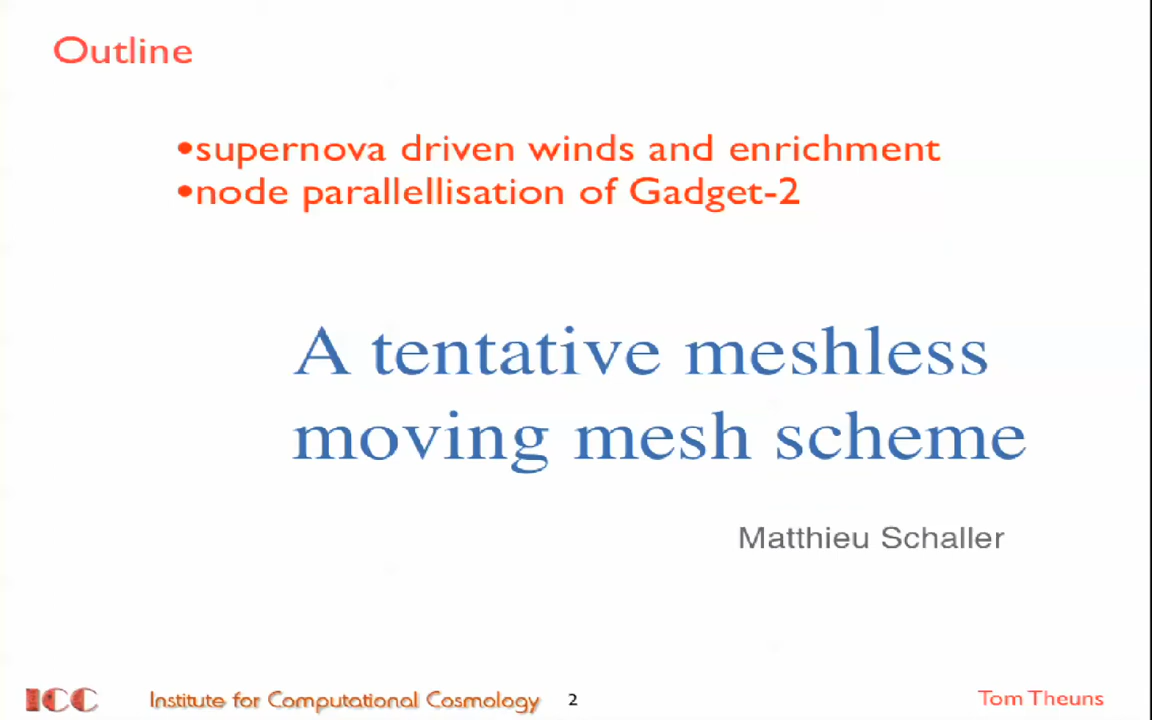 Outline
•supernova driven winds and enrichment
•node parallellisation of Gadget-2
A tentative meshless
moving mesh scheme
Matthieu Schaller
ICC Institute for Computational Cosmology 2 Tom Theuns